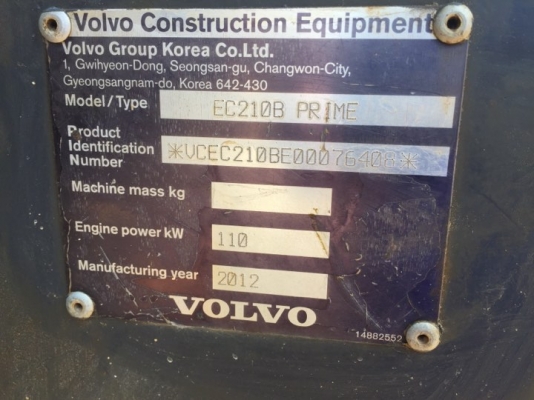 Volvo Construction Equipment
Volvo Group Korea Co.Ltd.
1, Gwihyeon-Dong, Seongsan-gu, Changwon-City,
Gyeongsangnam-do, Korea 642-430
Model/Type EC210B PRIME
Product
Identification
Number *VCEC210BE00076408*
Machine mass kg
Engine power kW 110
Manufacturing year 2012
VOLVO
14882552